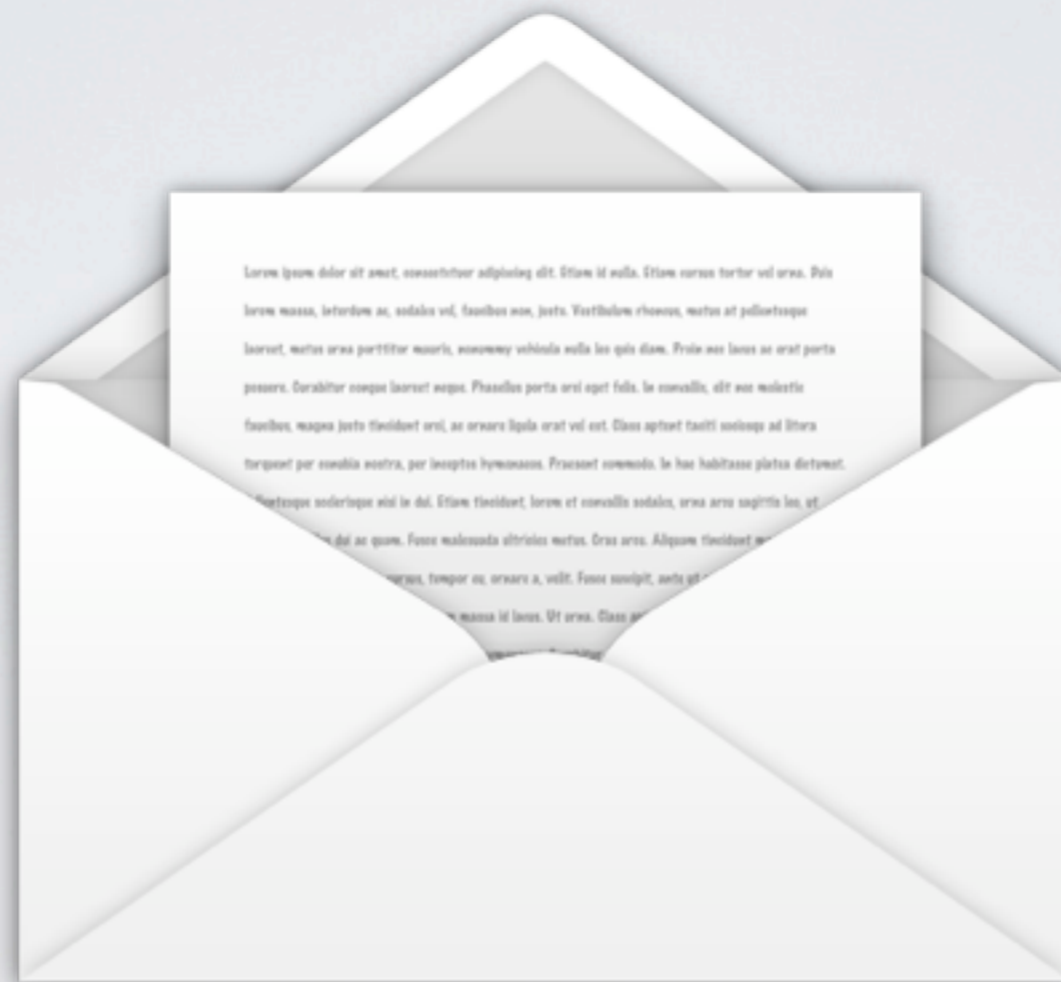 Lorem ipsum dolor sit amet, consectetuer adipiscing elit. Etiam id nulla. Etiam cursus tortor vel urna. Duis
lorem massa, interdum ac, sodales vel, faucibus non, justo. Vestibulum rhoncus, metus at pellentesque
laoreet, metus urna porttitor mauris, nonummy vehicula nulla leo quis diam. Proin nec lacus ac erat porta
posuere. Curabitur congue laoreet neque. Phasellus porta orci eget felis. In convallis, elit nec molestie
faucibus, magna justo tincidunt orci, ac ornare ligula erat vel est. Class aptent taciti sociosqu ad litora
torquent per conubia nostra, per inceptos hymenaeos. Praesent commodo. In hac habitasse platea dictumst.
scelerisque nisi in dui. Etiam tincidunt, lorem et convallis sodales, urna arcu sagittis leo, ut
dui ac quam. Fusce malesuada ultricies metus. Cras arcu. Aliquam tincidunt
tempor eu, ornare a, velit. Fusce suscipit, ante ut
massa id lacus. Ut urna. Class